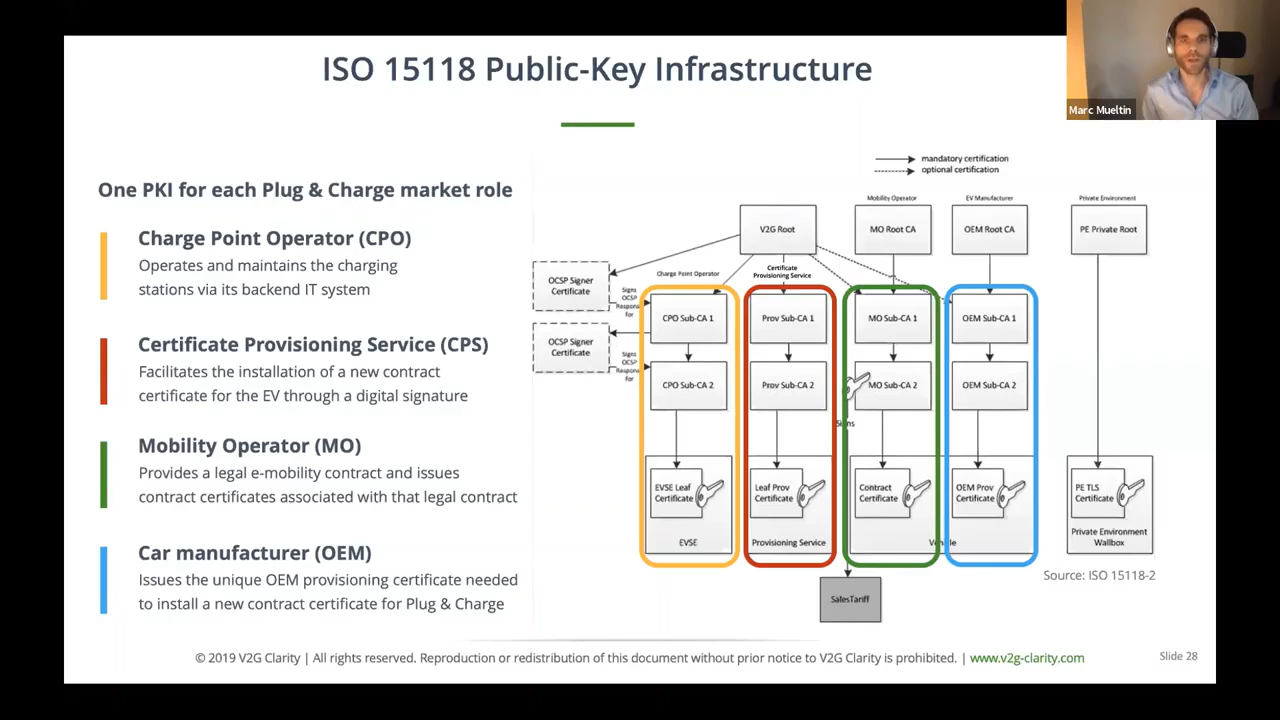 Marc Mueltin
ISO 15118 Public-Key Infrastructure
One PKI for each Plug & Charge market role
Charge Point Operator (CPO)
Operates and maintains the charging
stations via its backend IT system
Certificate Provisioning Service (CPS)
Facilitates the installation of a new contract
certificate for the EV through a digital signature
Mobility Operator (MO)
Provides a legal e-mobility contract and issues
contract certificates associated with that legal contract
Car manufacturer (OEM)
Issues the unique OEM provisioning certificate needed
to install a new contract certificate for Plug & Charge
mandatory certification
optional certification
Mobility Operator
EV Manufacturer
Private Environment
V2G Root
MO Root CA
OEM Root CA
PE Private Root
Charge Point Operator
Certificate
Provisioning Service
OCSP Signer
Certificate
Signs
OCSP
Respon
for
OCSP Signer
Certificate
Signs
OCSP
Respon
for
CPO Sub-CA 1
Prov Sub-CA 1
MO Sub-CA 1
OEM Sub-CA 1
CPO Sub-CA 2
Prov Sub-CA 2
MO Sub-CA 2
OEM Sub-CA 2
EVSE Leaf
Certificate
Leaf Prov
Certificate
Contract
Certificate
OEM Prov
Certificate
PE TLS
Certificate
EVSE
Provisioning Service
Private Environment
Wallbox
SalesTariff
Source: ISO 15118-2
© 2019 V2G Clarity | All rights reserved. Reproduction or redistribution of this document without prior notice to V2G Clarity is prohibited. | www.v2g-clarity.com
Slide 28